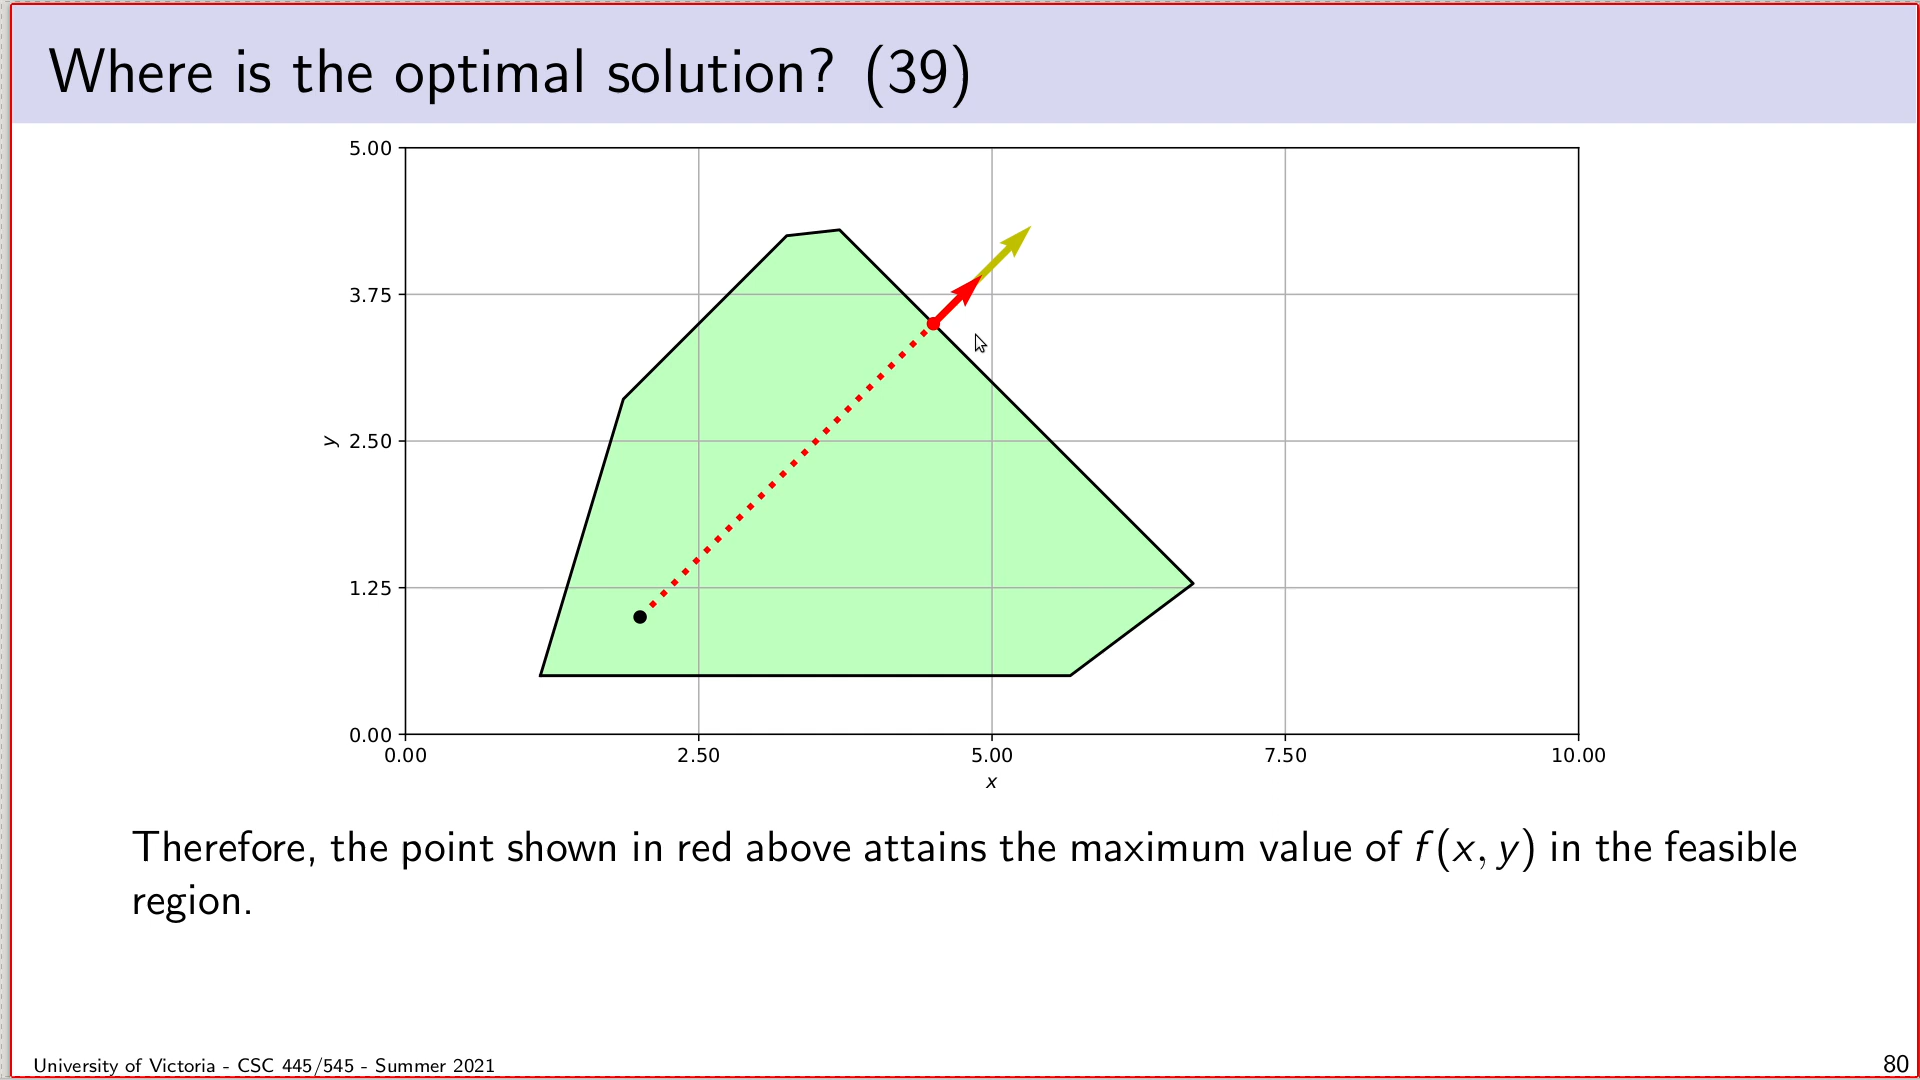 Where is the optimal solution? (39)
5.00
3.75
y 2.50
1.25
0.00
0.00 2.50 5.00 7.50 10.00
x
Therefore, the point shown in red above attains the maximum value of f(x, y) in the feasible
region.
University of Victoria - CSC 445/545 - Summer 2021 80